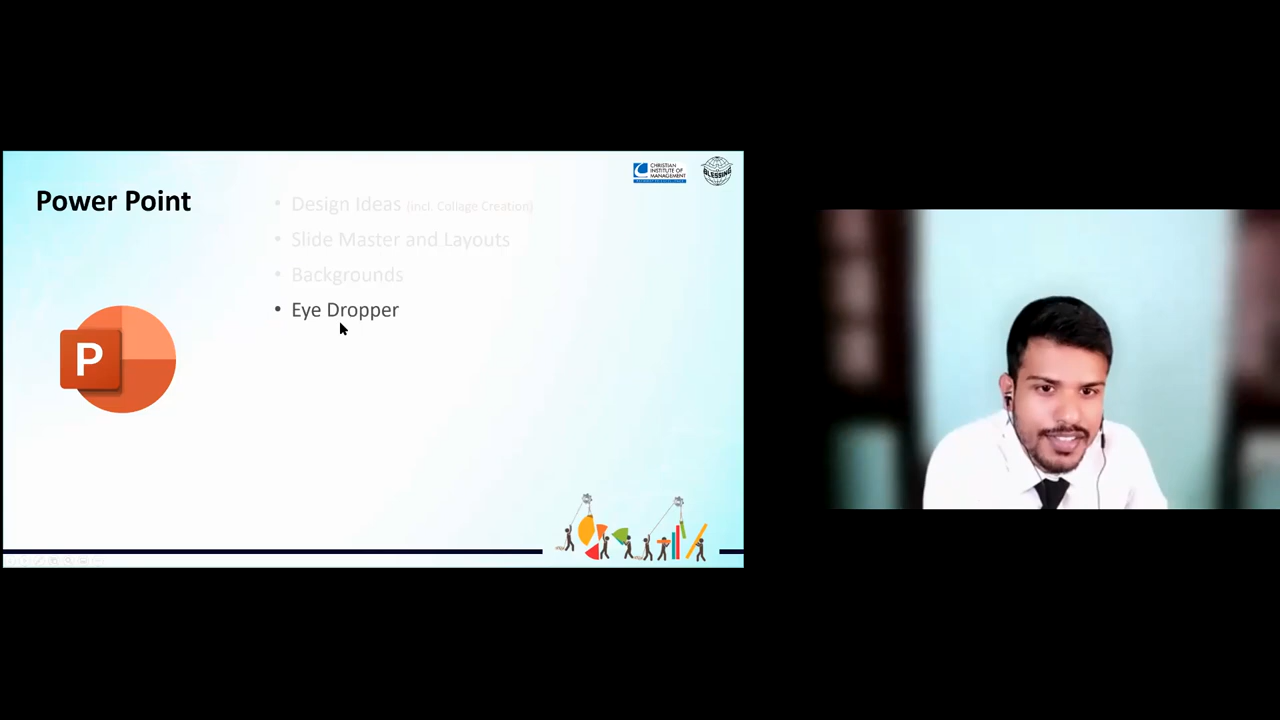 Power Point
• Design Ideas (incl. Collage Creation)
• Slide Master and Layouts
• Backgrounds
• Eye Dropper
P
CHRISTIAN
INSTITUTE OF
MANAGEMENT
BLESSING